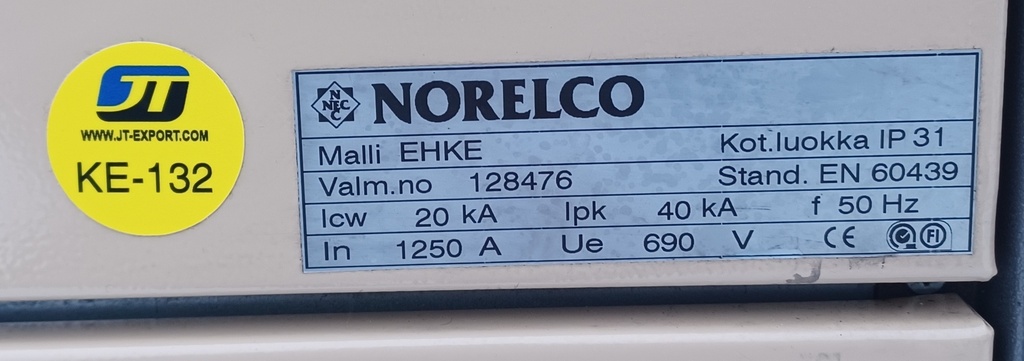 JT
WWW.JT-EXPORT.COM
KE-132
N
NEC
C
NORELCO
Malli EHKE Kot.luokka IP 31
Valm.no 128476 Stand. EN 60439
Icw 20 kA Ipk 40 kA f 50 Hz
In 1250 A Ue 690 V CE FI